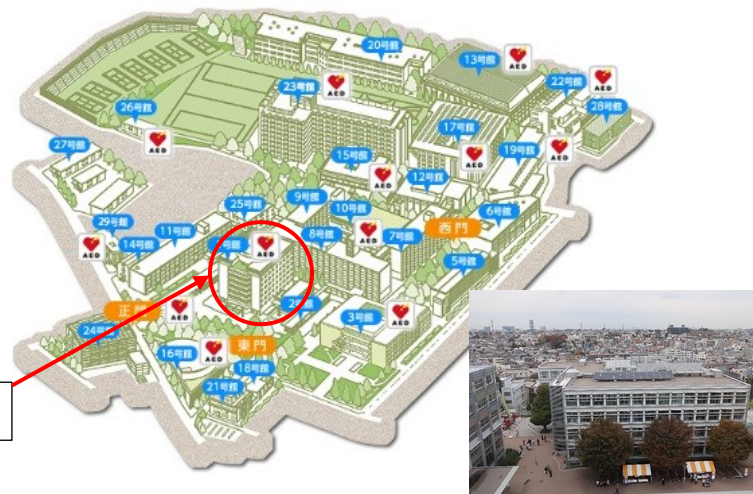 20号館
13号館
AED
23号館
AED
22号館
AED
28号館
26号館
AED
17号館
AED
19号館
AED
27号館
15号館
AED
12号館
25号館
9号館
10号館
AED
6号館
29号館
AED
14号館
11号館
号館
AED
8号館
7号館
西門
5号館
正門
AED
2号館
3号館
AED
24号館
16号館
AED
東門
18号館
21号館